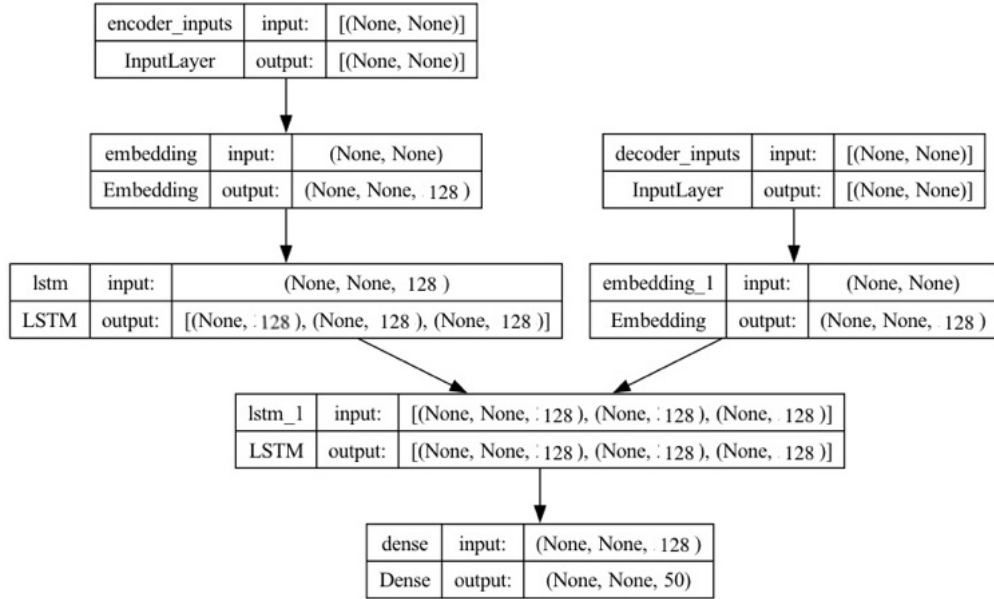 encoder_inputs input: [(None, None)]
InputLayer output: [(None, None)]
embedding input: (None, None)
Embedding output: (None, None, 128 )
decoder_inputs input: [(None, None)]
InputLayer output: [(None, None)]
lstm input: (None, None, 128 )
LSTM output: [(None, 128 ), (None, 128 ), (None, 128 )]
embedding_1 input: (None, None)
Embedding output: (None, None, 128 )
lstm_1 input: [(None, None, 128 ), (None, 128 ), (None, 128 )]
LSTM output: [(None, None, 128 ), (None, 128 ), (None, 128 )]
dense input: (None, None, 128 )
Dense output: (None, None, 50)